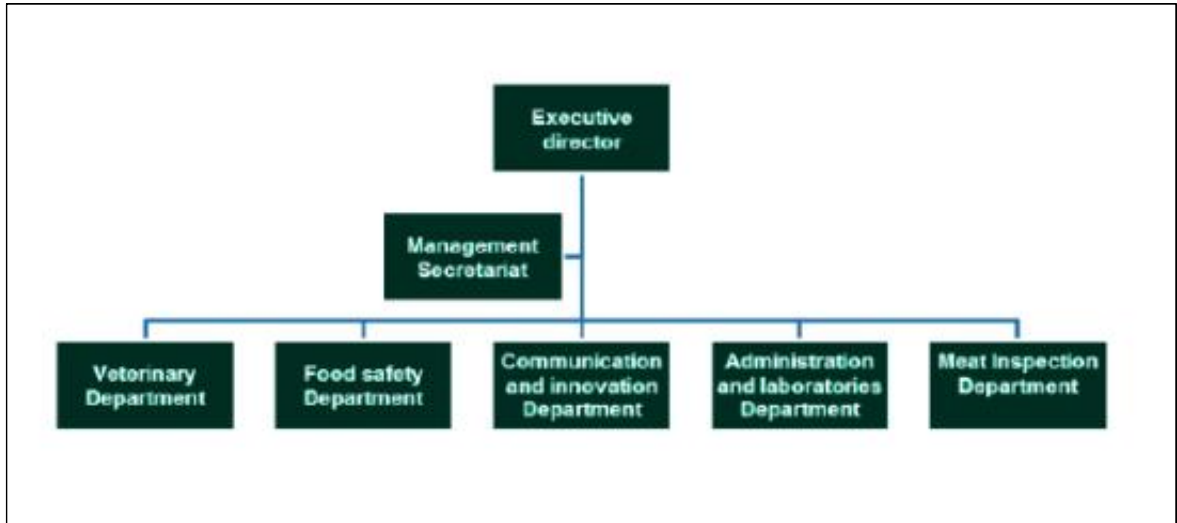 Executive
director
Management
Secretariat
Veterinary
Department
Food safety
Department
Communication
and innovation
Department
Administration
and laboratories
Department
Meat Inspection
Department